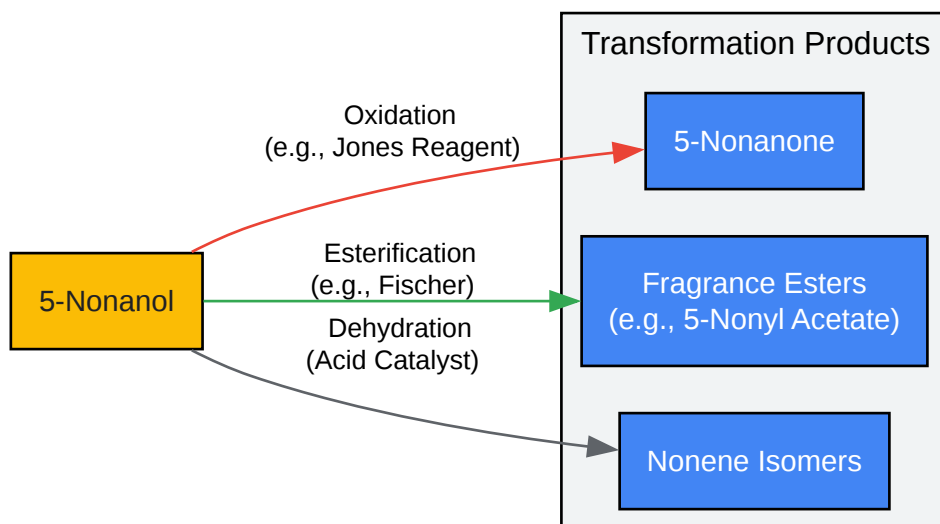 Transformation Products
Oxidation
(e.g., Jones Reagent)
5-Nonanone
5-Nonanol
Esterification
(e.g., Fischer)
Fragrance Esters
(e.g., 5-Nonyl Acetate)
Dehydration
(Acid Catalyst)
Nonene Isomers